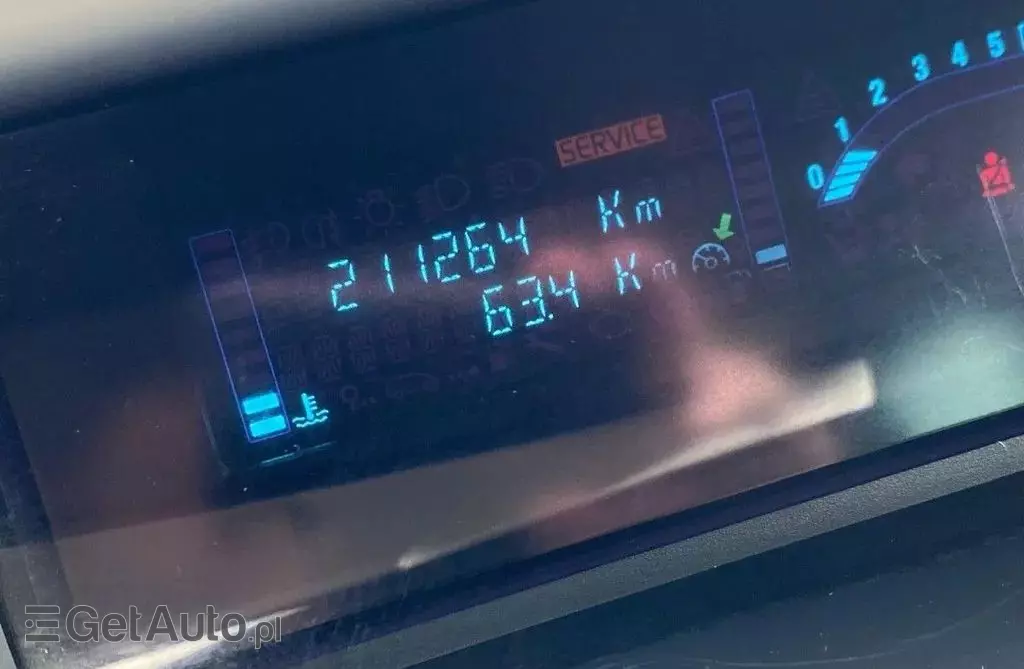 0 1 2 3 4 5
SERVICE
211264 Km
63.4 Km
GetAuto.pl